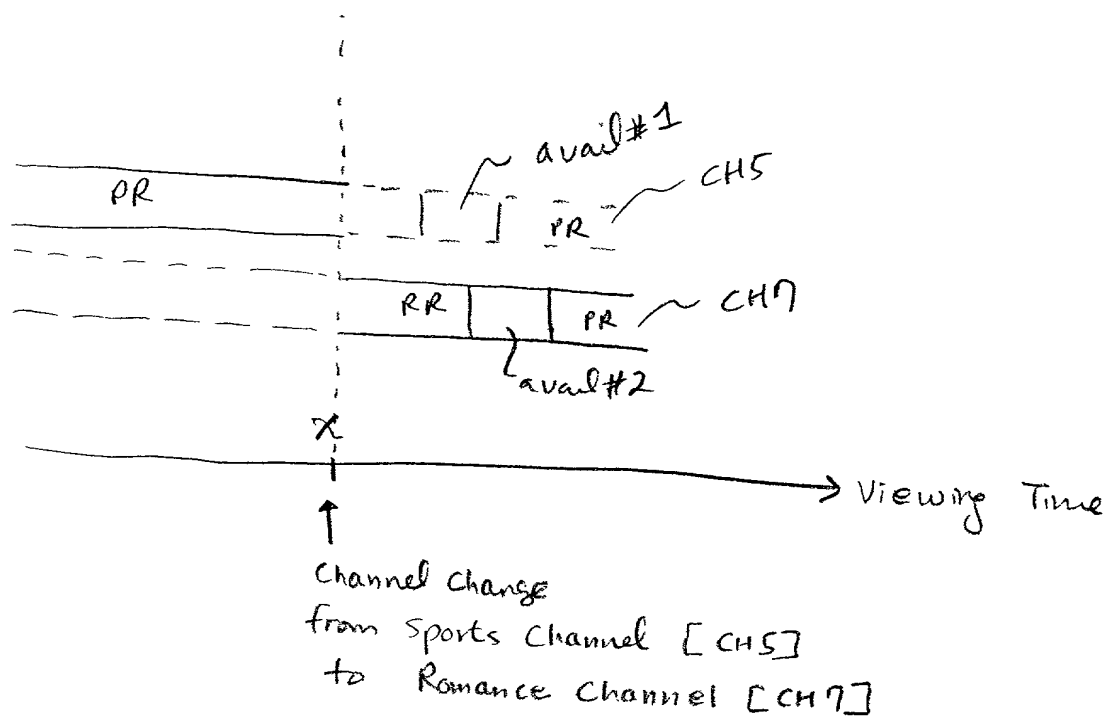 avail#1
CH5
PR
PR
RR
PR
CH7
avail#2
X
Viewing Time
Channel Change
from Sports Channel [CH5]
to Romance Channel [CH7]